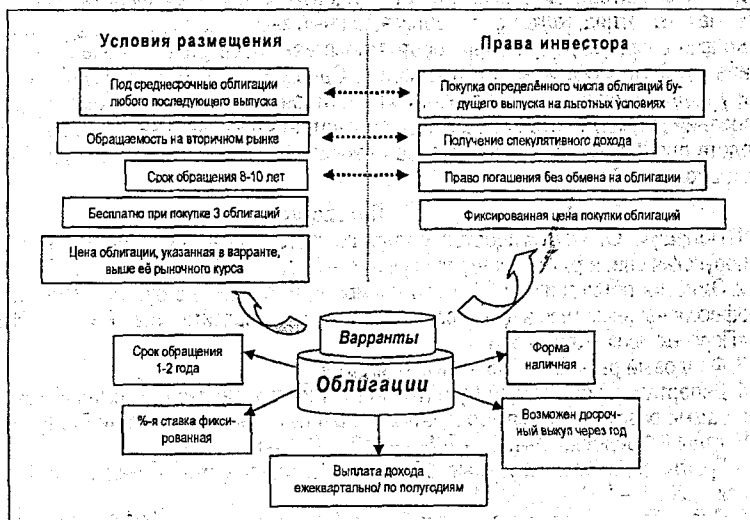 Условия размещения
Права инвестора
Под среднесрочные облигации
любого последующего выпуска
Покупка определённого числа облигаций бу-
дущего выпуска на льготных условиях
Обращаемость на вторичном рынке
Получение спекулятивного дохода
Срок обращения 8-10 лет
Право погашения без обмена на облигации
Бесплатно при покупке 3 облигаций
Фиксированная цена покупки облигаций
Цена облигации, указанная в варранте,
выше её рыночного курса
Варранты
Облигации
Срок обращения
1-2 года
Форма
наличная
%-я ставка фикси-
рованная
Возможен досроч-
ный выкуп через год
Выплата дохода
ежеквартально/ по полугодиям